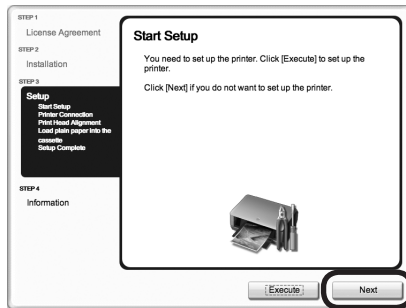 STEP 1
License Agreement
STEP 2
Installation
STEP 3
Setup
Start Setup
Printer Connection
Print Head Alignment
Load plain paper into the
cassette
Setup Complete
STEP 4
Information
Start Setup
You need to set up the printer. Click [Execute] to set up the
printer.
Click [Next] if you do not want to set up the printer.
Execute
Next